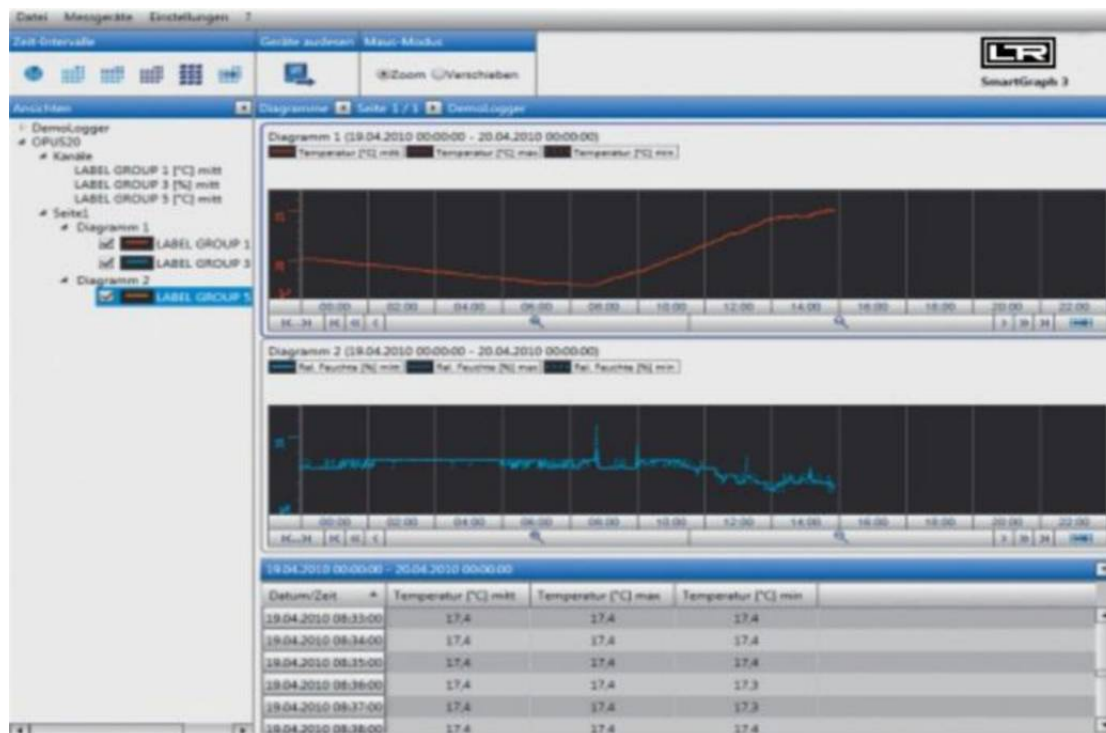 Datei Messgeräte Einstellungen ?
Zeit-Intervalle
Geräte auslesen
Maus-Modus
Zoom Verschieben
SmartGraph 3
Ansichten
DemoLogger
OPUS20
Kanäle
LABEL GROUP 1 [°C] mitt
LABEL GROUP 3 [%] mitt
LABEL GROUP 5 [°C] mitt
Seite1
Diagramm 1
LABEL GROUP 1
LABEL GROUP 3
Diagramm 2
LABEL GROUP 5
Diagramme Seite 1 / 1 DemoLogger
Diagramm 1 (19.04.2010 00:00:00 - 20.04.2010 00:00:00)
Temperatur [°C] mitt Temperatur [°C] max Temperatur [°C] min
00:00 02:00 04:00 06:00 08:00 10:00 12:00 14:00 16:00 18:00 20:00 22:00
Diagramm 2 (19.04.2010 00:00:00 - 20.04.2010 00:00:00)
Rel. Feuchte [%] mitt Rel. Feuchte [%] max Rel. Feuchte [%] min
00:00 02:00 04:00 06:00 08:00 10:00 12:00 14:00 16:00 18:00 20:00 22:00
19.04.2010 00:00:00 - 20.04.2010 00:00:00
Datum/Zeit Temperatur [°C] mitt Temperatur [°C] max Temperatur [°C] min
19.04.2010 08:33:00 17,4 17,4 17,4
19.04.2010 08:34:00 17,4 17,4 17,4
19.04.2010 08:35:00 17,4 17,4 17,4
19.04.2010 08:36:00 17,4 17,4 17,3
19.04.2010 08:37:00 17,4 17,4 17,3
19.04.2010 08:38:00 17,4 17,4 17,4